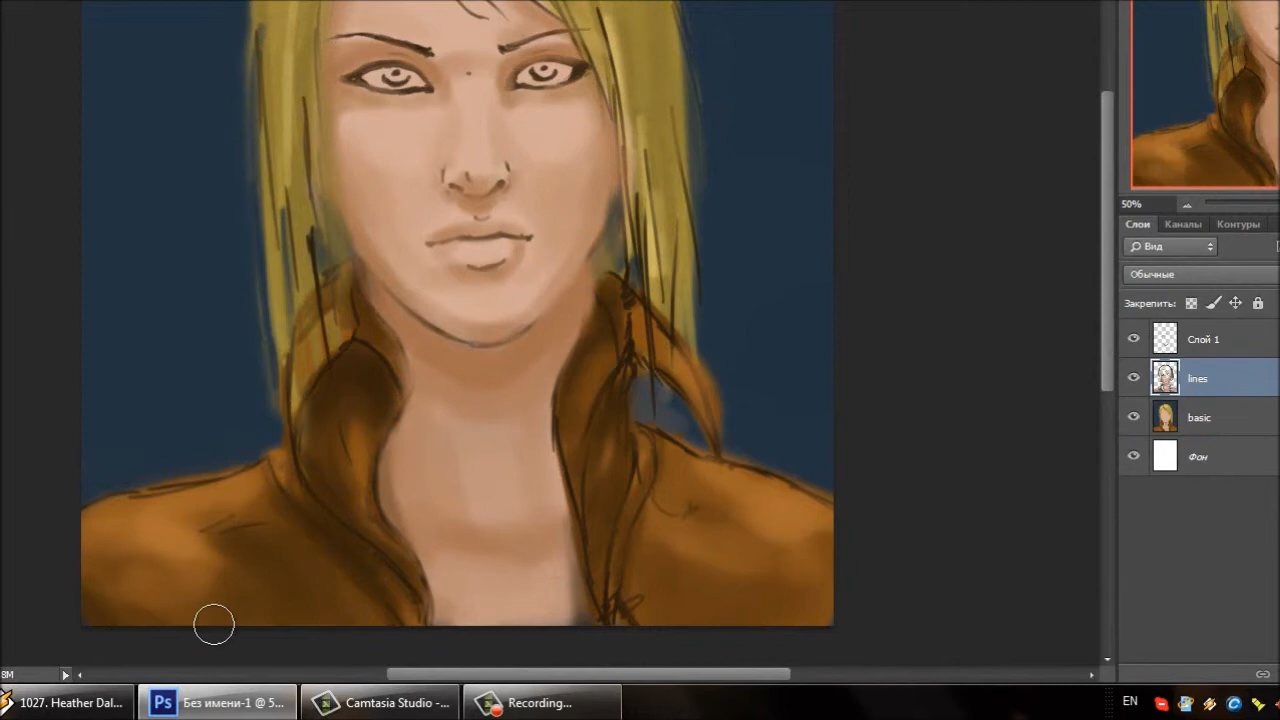 50%
Слои Каналы Контуры
Вид
Обычные
Закрепить:
Слой 1
lines
basic
Фон
8M
1027. Heather Dal...
Ps Без имени-1 @ 5...
Camtasia Studio -...
Recording...
EN